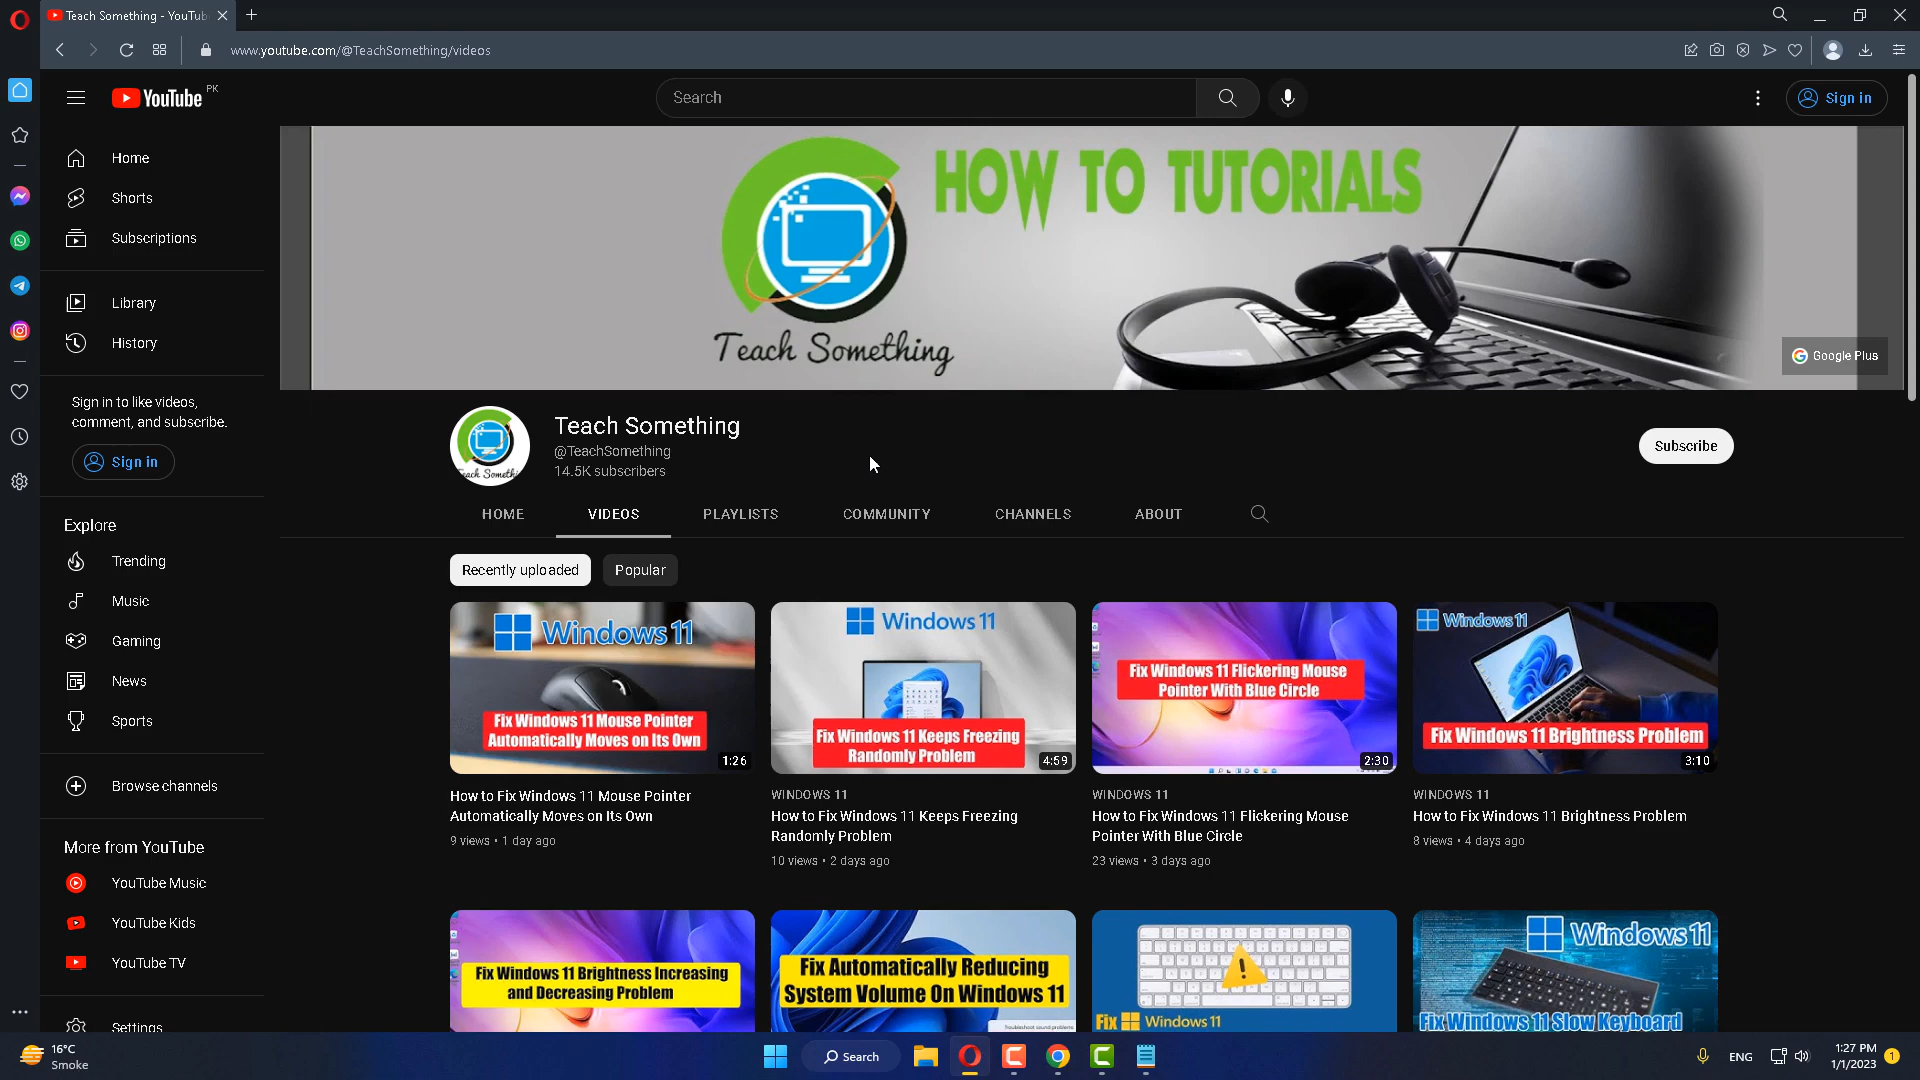 Teach Something - YouTub
www.youtube.com/@TeachSomething/videos
YouTube PK
Search
Sign in
Home
Shorts
Subscriptions
Library
History
Sign in to like videos,
comment, and subscribe.
Sign in
Explore
Trending
Music
Gaming
News
Sports
Browse channels
More from YouTube
YouTube Music
YouTube Kids
YouTube TV
Settings
HOW TO TUTORIALS
Teach Something
Google Plus
Teach Something
@TeachSomething
14.5K subscribers
Subscribe
HOME
VIDEOS
PLAYLISTS
COMMUNITY
CHANNELS
ABOUT
Recently uploaded
Popular
Windows 11
Fix Windows 11 Mouse Pointer
Automatically Moves on Its Own
1:26
How to Fix Windows 11 Mouse Pointer
Automatically Moves on Its Own
9 views • 1 day ago
Windows 11
Fix Windows 11 Keeps Freezing
Randomly Problem
4:59
WINDOWS 11
How to Fix Windows 11 Keeps Freezing
Randomly Problem
10 views • 2 days ago
Fix Windows 11 Flickering Mouse
Pointer With Blue Circle
2:30
WINDOWS 11
How to Fix Windows 11 Flickering Mouse
Pointer With Blue Circle
23 views • 3 days ago
Windows 11
Fix Windows 11 Brightness Problem
3:10
WINDOWS 11
How to Fix Windows 11 Brightness Problem
8 views • 4 days ago
Fix Windows 11 Brightness Increasing
and Decreasing Problem
Fix Automatically Reducing
System Volume On Windows 11
Troubleshoot sound problems
Fix Windows 11
Windows 11
Fix Windows 11 Slow Keyboard
16°C
Smoke
Search
ENG
1:27 PM
1/1/2023
1